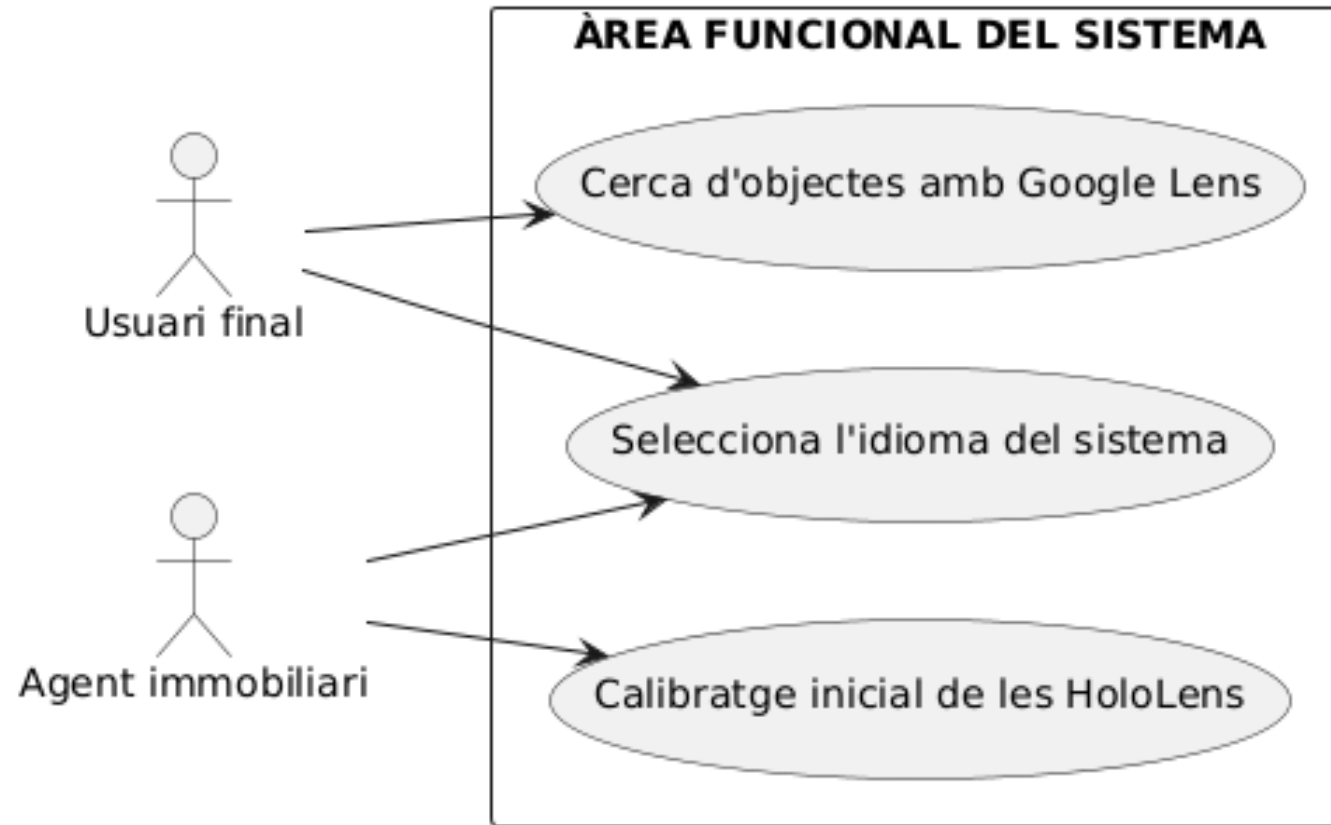 ÀREA FUNCIONAL DEL SISTEMA
Cerca d'objectes amb Google Lens
Usuari final
Selecciona l'idioma del sistema
Agent immobiliari
Calibratge inicial de les HoloLens